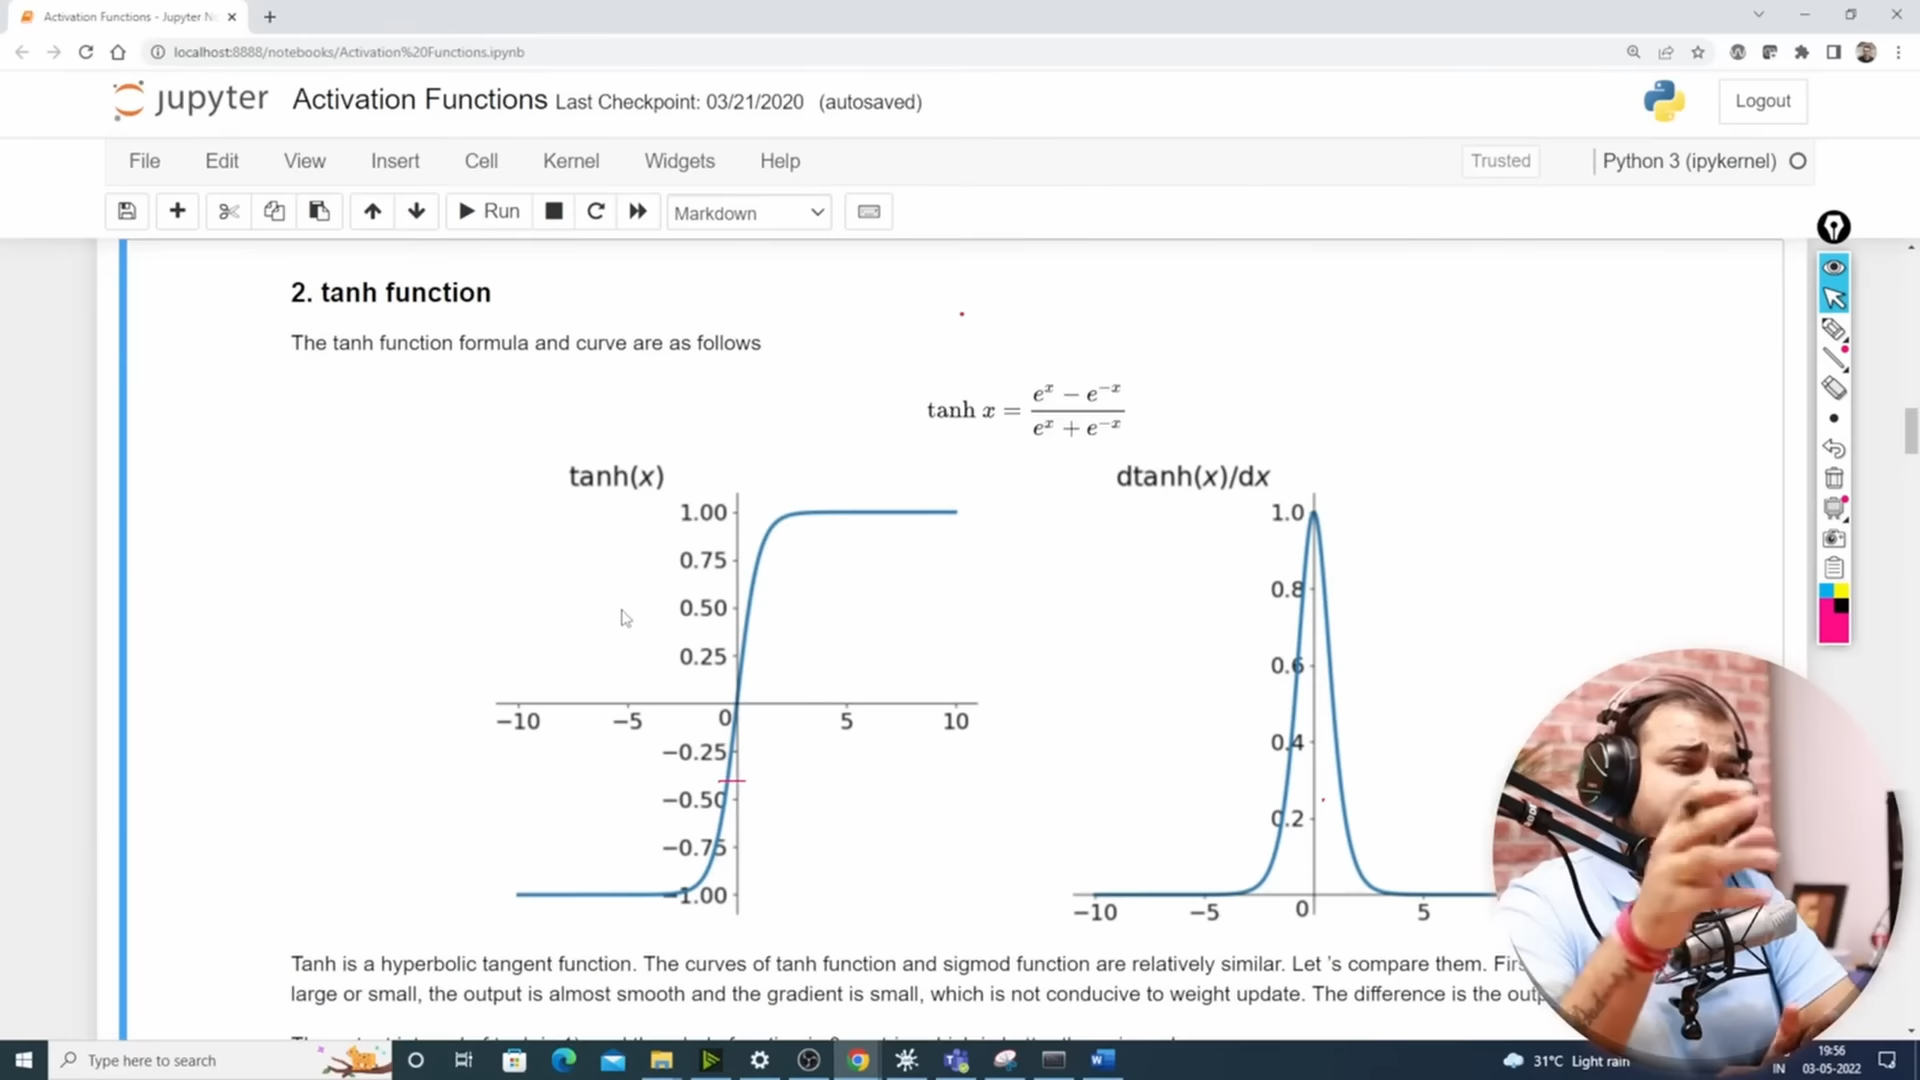 Activation Functions - Jupyter No
localhost:8888/notebooks/Activation%20Functions.ipynb
jupyter Activation Functions Last Checkpoint: 03/21/2020 (autosaved)
Logout
File Edit View Insert Cell Kernel Widgets Help
Trusted
Python 3 (ipykernel)
Run
Markdown
2. tanh function
The tanh function formula and curve are as follows
tanh x = (e^x − e^−x) / (e^x + e^−x)
tanh(x)
1.00
0.75
0.50
0.25
−10 −5 0 5 10
−0.25
−0.50
−0.75
−1.00
dtanh(x)/dx
1.0
0.8
0.6
0.4
0.2
−10 −5 0 5
Tanh is a hyperbolic tangent function. The curves of tanh function and sigmod function are relatively similar. Let 's compare them.
large or small, the output is almost smooth and the gradient is small, which is not conducive to weight update. The difference is the
Type here to search
31°C Light rain
IN
19:56
03-05-2022